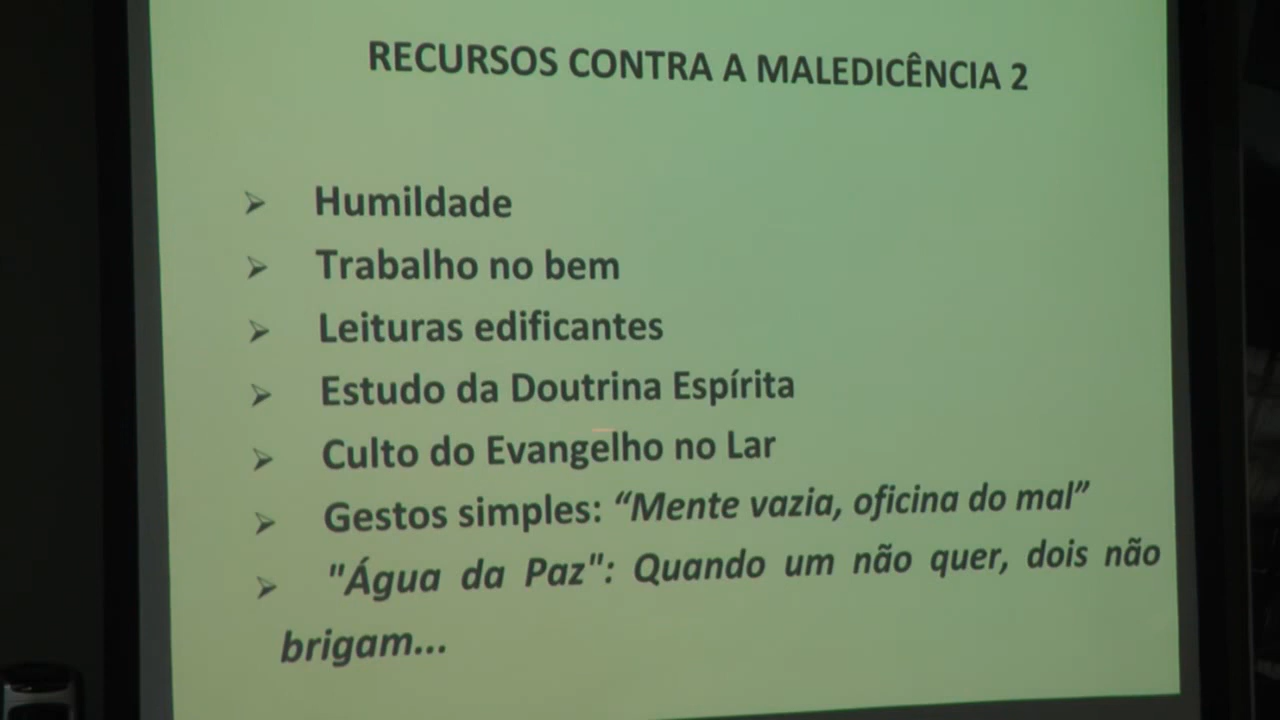 RECURSOS CONTRA A MALEDICÊNCIA 2
➢ Humildade
➢ Trabalho no bem
➢ Leituras edificantes
➢ Estudo da Doutrina Espírita
➢ Culto do Evangelho no Lar
➢ Gestos simples: “Mente vazia, oficina do mal”
➢ "Água da Paz": Quando um não quer, dois não
brigam...